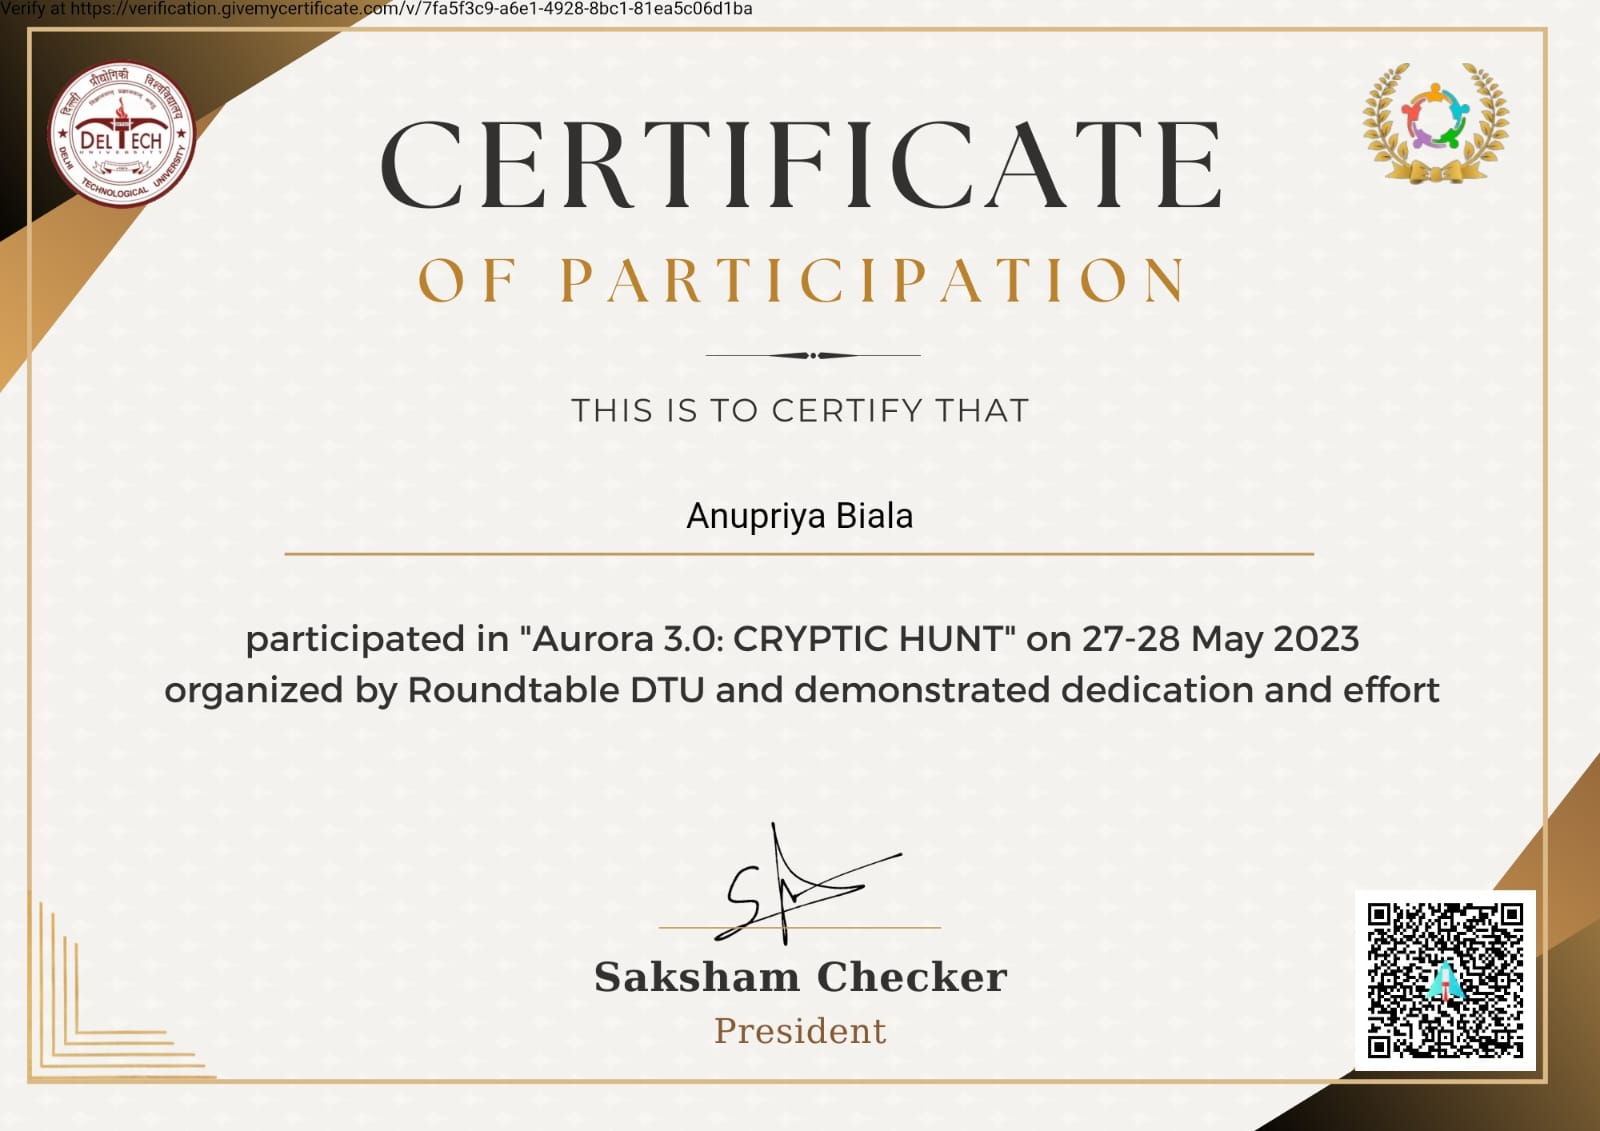 Verify at https://verification.givemycertificate.com/v/7fa5f3c9-a6e1-4928-8bc1-81ea5c06d1ba
दिल्ली प्रौद्योगिकी विश्वविद्यालय
DELTECH
UNIVERSITY
DELHI TECHNOLOGICAL UNIVERSITY
CERTIFICATE
OF PARTICIPATION
THIS IS TO CERTIFY THAT
Anupriya Biala
participated in "Aurora 3.0: CRYPTIC HUNT" on 27-28 May 2023
organized by Roundtable DTU and demonstrated dedication and effort
Saksham Checker
President